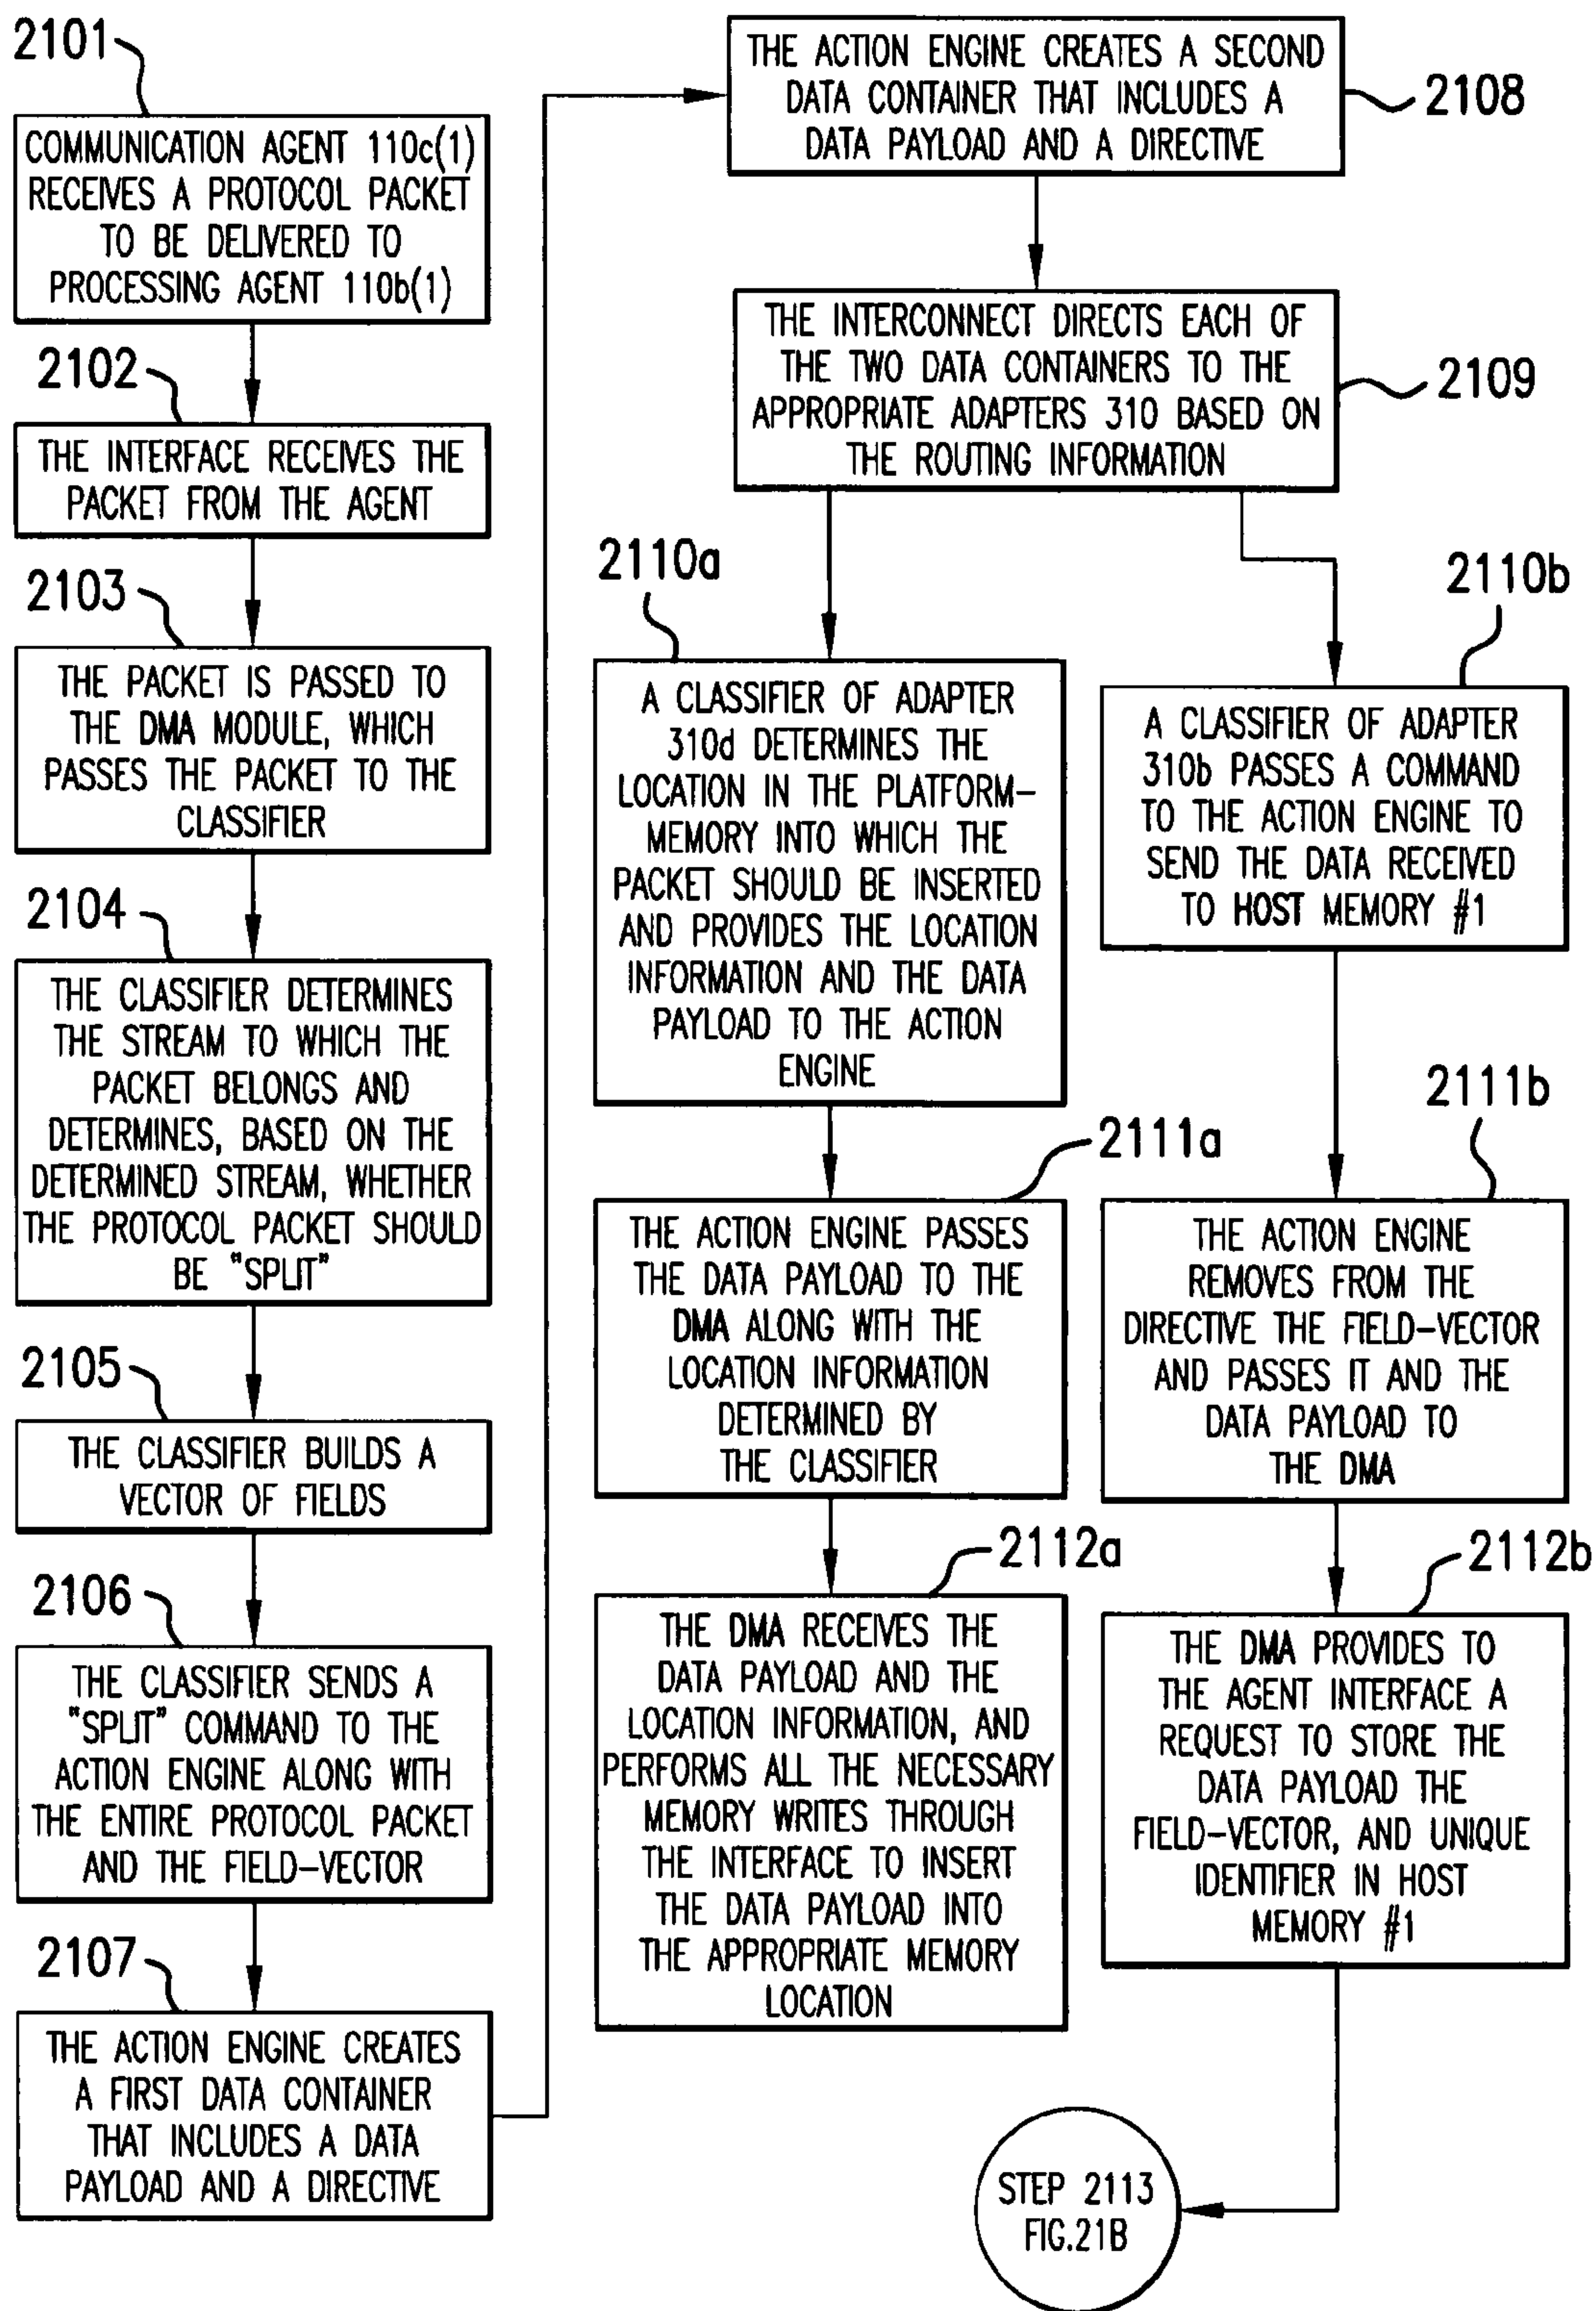 2101
COMMUNICATION AGENT 110c(1)
RECEIVES A PROTOCOL PACKET
TO BE DELIVERED TO
PROCESSING AGENT 110b(1)
2102
THE INTERFACE RECEIVES THE
PACKET FROM THE AGENT
2103
THE PACKET IS PASSED TO
THE DMA MODULE, WHICH
PASSES THE PACKET TO THE
CLASSIFIER
2104
THE CLASSIFIER DETERMINES
THE STREAM TO WHICH THE
PACKET BELONGS AND
DETERMINES, BASED ON THE
DETERMINED STREAM, WHETHER
THE PROTOCOL PACKET SHOULD
BE "SPLIT"
2105
THE CLASSIFIER BUILDS A
VECTOR OF FIELDS
2106
THE CLASSIFIER SENDS A
"SPLIT" COMMAND TO THE
ACTION ENGINE ALONG WITH
THE ENTIRE PROTOCOL PACKET
AND THE FIELD-VECTOR
2107
THE ACTION ENGINE CREATES
A FIRST DATA CONTAINER
THAT INCLUDES A DATA
PAYLOAD AND A DIRECTIVE
THE ACTION ENGINE CREATES A SECOND
DATA CONTAINER THAT INCLUDES A
DATA PAYLOAD AND A DIRECTIVE
2108
THE INTERCONNECT DIRECTS EACH OF
THE TWO DATA CONTAINERS TO THE
APPROPRIATE ADAPTERS 310 BASED ON
THE ROUTING INFORMATION
2109
2110a
A CLASSIFIER OF ADAPTER
310d DETERMINES THE
LOCATION IN THE PLATFORM-
MEMORY INTO WHICH THE
PACKET SHOULD BE INSERTED
AND PROVIDES THE LOCATION
INFORMATION AND THE DATA
PAYLOAD TO THE ACTION
ENGINE
2111a
THE ACTION ENGINE PASSES
THE DATA PAYLOAD TO THE
DMA ALONG WITH THE
LOCATION INFORMATION
DETERMINED BY
THE CLASSIFIER
2112a
THE DMA RECEIVES THE
DATA PAYLOAD AND THE
LOCATION INFORMATION, AND
PERFORMS ALL THE NECESSARY
MEMORY WRITES THROUGH
THE INTERFACE TO INSERT
THE DATA PAYLOAD INTO
THE APPROPRIATE MEMORY
LOCATION
2110b
A CLASSIFIER OF ADAPTER
310b PASSES A COMMAND
TO THE ACTION ENGINE TO
SEND THE DATA RECEIVED
TO HOST MEMORY #1
2111b
THE ACTION ENGINE
REMOVES FROM THE
DIRECTIVE THE FIELD-VECTOR
AND PASSES IT AND THE
DATA PAYLOAD TO
THE DMA
2112b
THE DMA PROVIDES TO
THE AGENT INTERFACE A
REQUEST TO STORE THE
DATA PAYLOAD THE
FIELD-VECTOR, AND UNIQUE
IDENTIFIER IN HOST
MEMORY #1
STEP 2113
FIG.21B